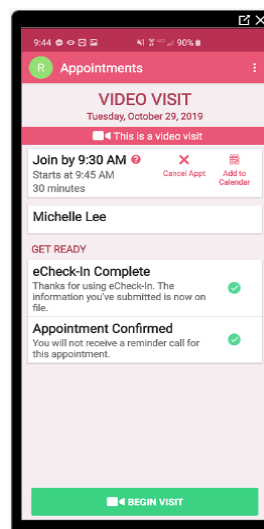 9:44 90%
R Appointments
VIDEO VISIT
Tuesday, October 29, 2019
This is a video visit
Join by 9:30 AM ?
Starts at 9:45 AM
30 minutes
Cancel Appt
Add to
Calendar
Michelle Lee
GET READY
eCheck-In Complete
Thanks for using eCheck-In. The
information you've submitted is now on
file.
Appointment Confirmed
You will not receive a reminder call for
this appointment.
BEGIN VISIT